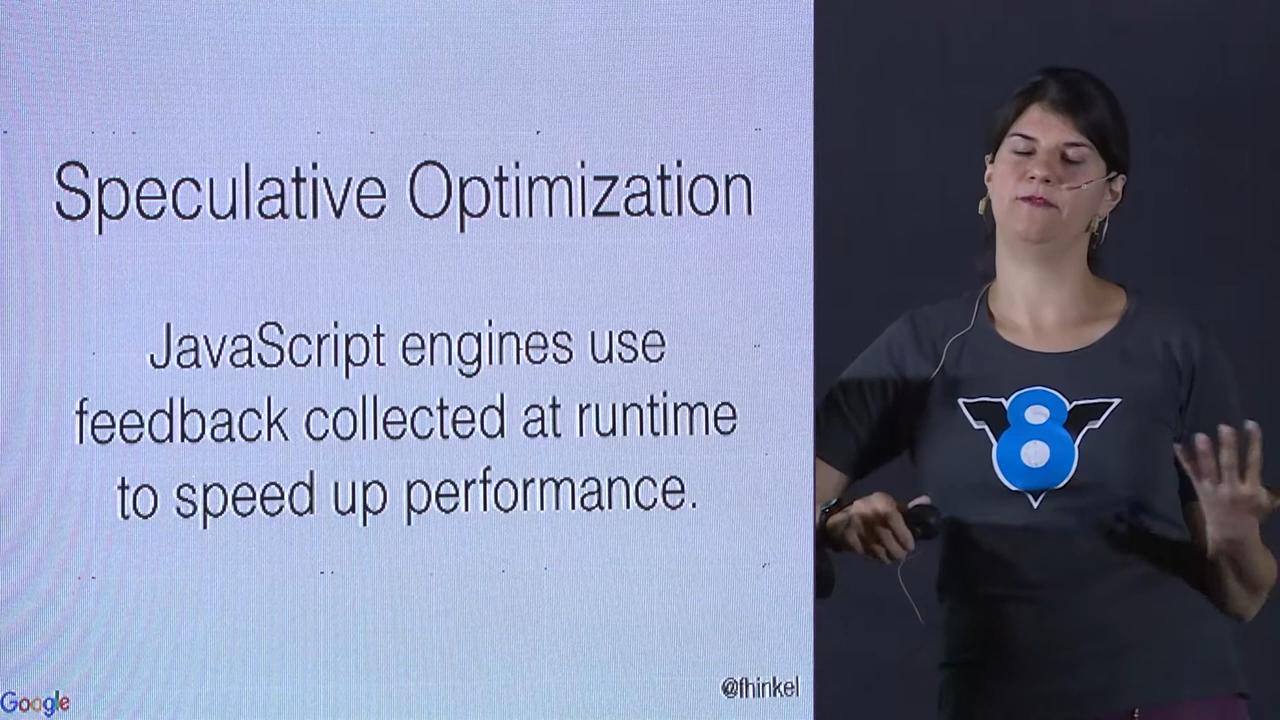 Speculative Optimization
JavaScript engines use
feedback collected at runtime
to speed up performance.
Google
@fhinkel
8